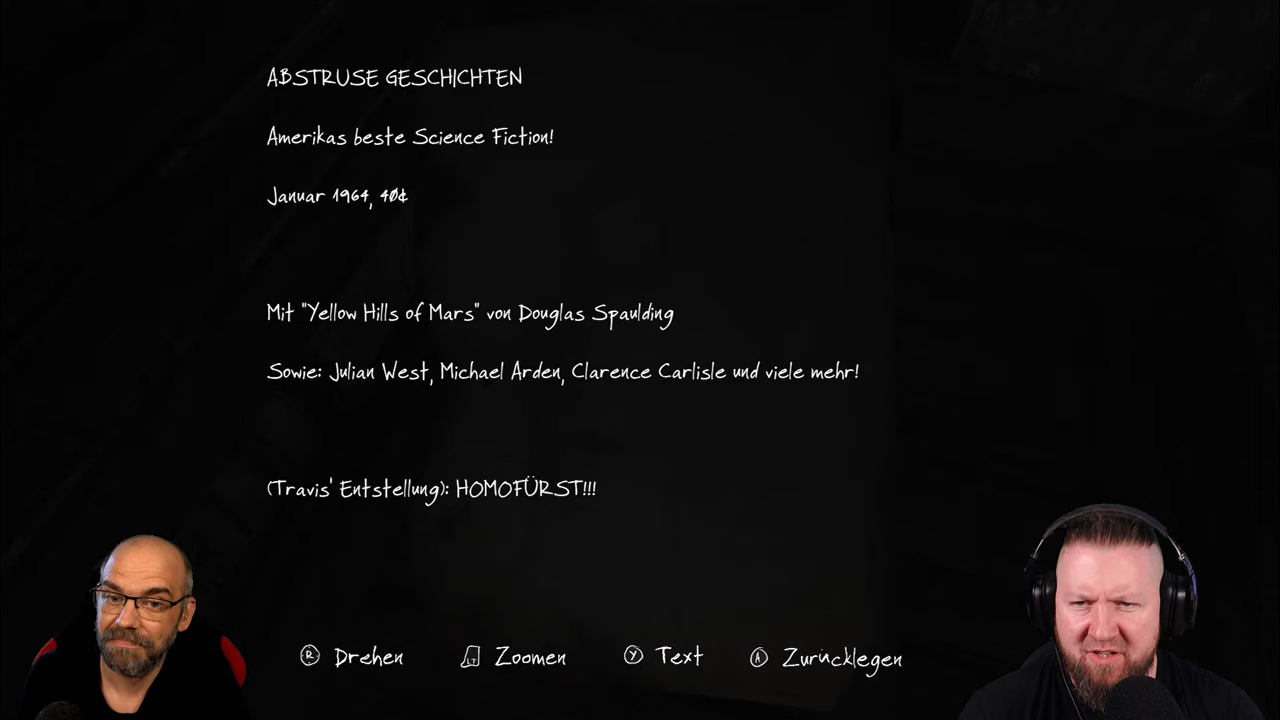 ABSTRUSE GESCHICHTEN
Amerikas beste Science Fiction!
Januar 1964, 40¢
Mit "Yellow Hills of Mars" von Douglas Spaulding
Sowie: Julian West, Michael Arden, Clarence Carlisle und viele mehr!
(Travis' Entstellung): HOMOFÜRST!!!
R Drehen LT Zoomen Y Text A Zurücklegen